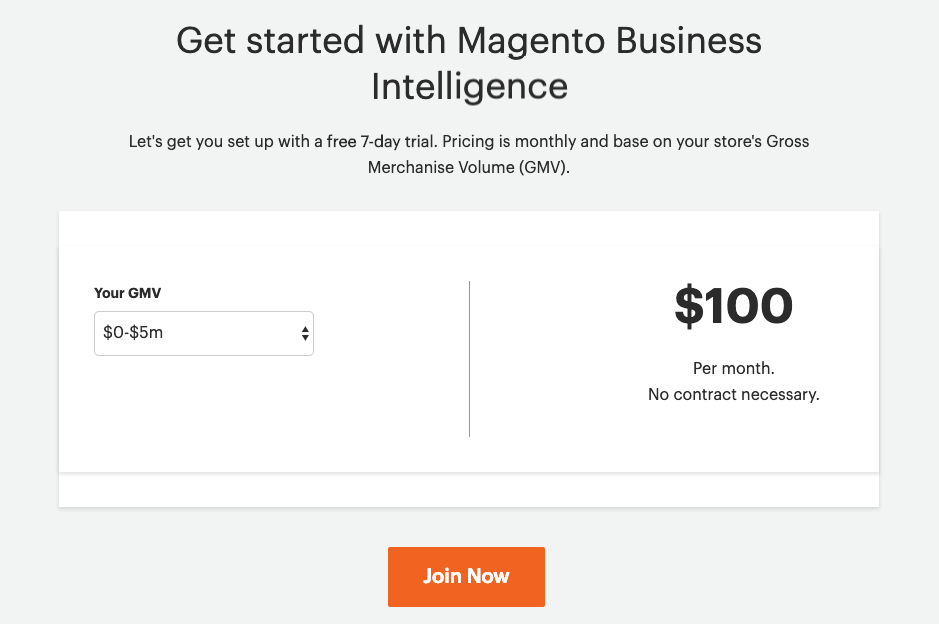 Get started with Magento Business
Intelligence
Let's get you set up with a free 7-day trial. Pricing is monthly and base on your store's Gross
Merchanise Volume (GMV).
Your GMV
$0-$5m
$100
Per month.
No contract necessary.
Join Now